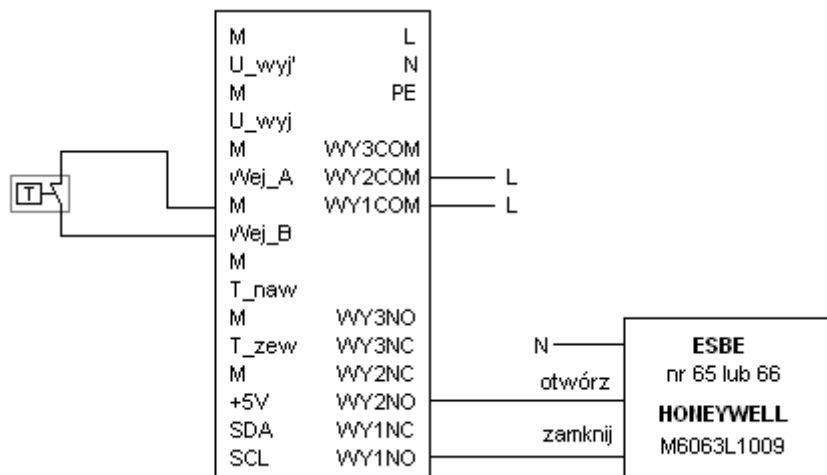 M L
U_wyj' N
M PE
U_wyj
M WY3COM
Wej_A WY2COM L
M WY1COM L
T
Wej_B
M
T_naw
M WY3NO
T_zew WY3NC N ESBE
M WY2NC otwórz nr 65 lub 66
+5V WY2NO HONEYWELL
SDA WY1NC zamknij M6063L1009
SCL WY1NO